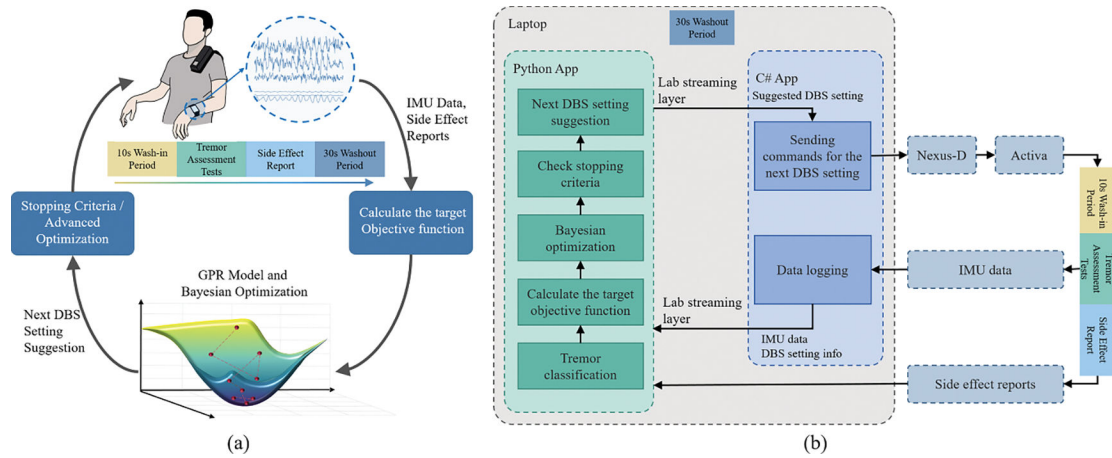 IMU Data,
Side Effect
Reports
10s Wash-in
Period
Tremor
Assessment
Tests
Side Effect
Report
30s Washout
Period
Stopping Criteria /
Advanced
Optimization
Calculate the target
Objective function
GPR Model and
Bayesian Optimization
Next DBS
Setting
Suggestion
(a)
Laptop
30s Washout
Period
Python App
Next DBS setting
suggestion
Check stopping
criteria
Bayesian
optimization
Calculate the target
objective function
Tremor
classification
Lab streaming
layer
Lab streaming
layer
C# App
Suggested DBS setting
Sending
commands for the
next DBS setting
Data logging
IMU data
DBS setting info
Nexus-D
Activa
10s Wash-in
Period
Tremor
Assessment
Tests
Side Effect
Report
IMU data
Side effect reports
(b)